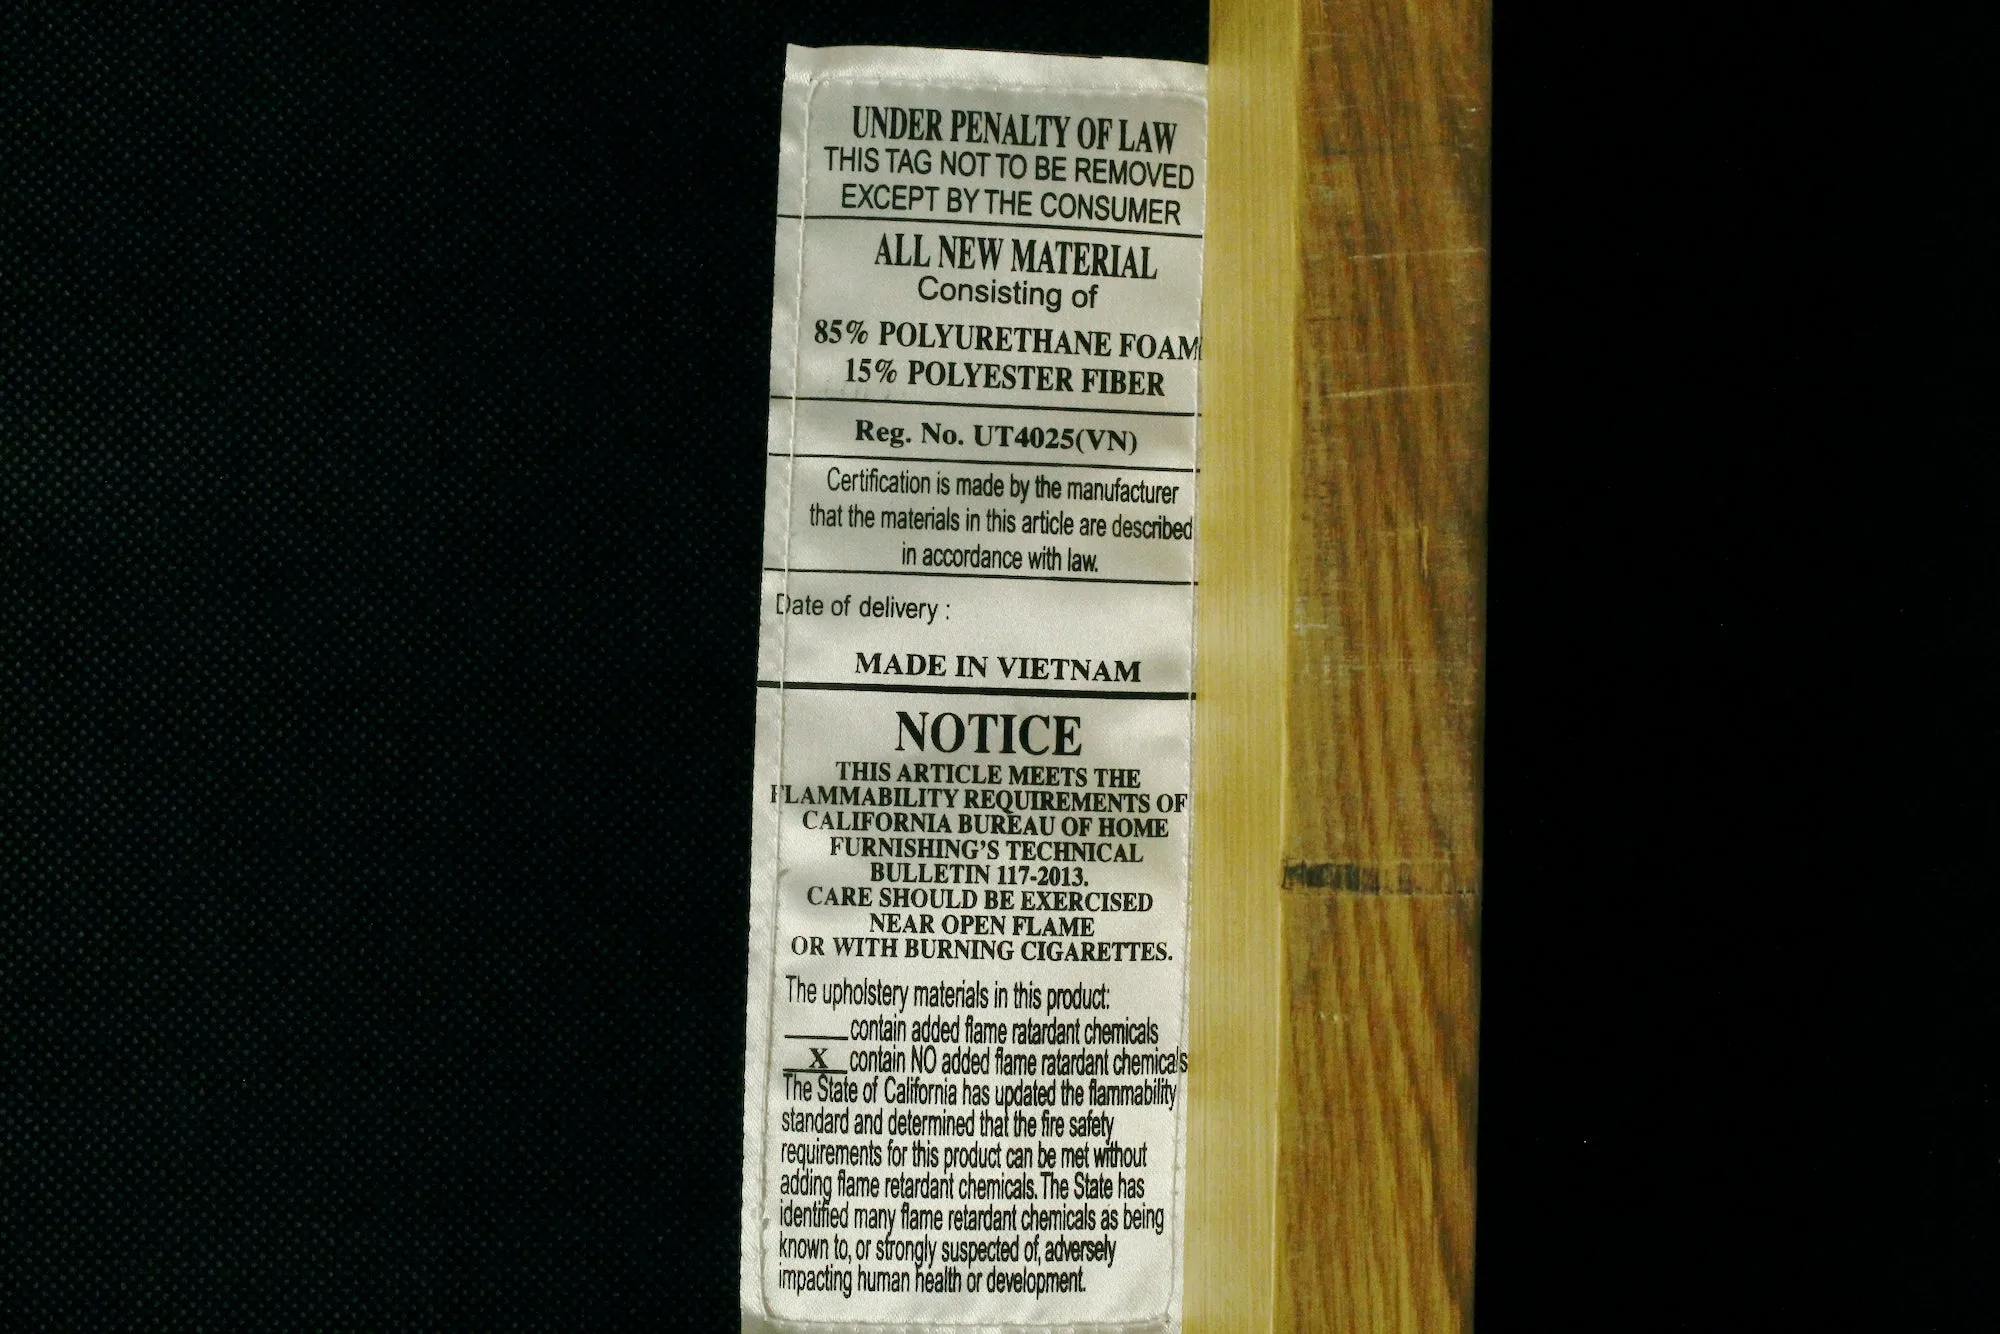 UNDER PENALTY OF LAW
THIS TAG NOT TO BE REMOVED
EXCEPT BY THE CONSUMER
ALL NEW MATERIAL
Consisting of
85% POLYURETHANE FOAM
15% POLYESTER FIBER
Reg. No. UT4025(VN)
Certification is made by the manufacturer
that the materials in this article are described
in accordance with law.
Date of delivery :
MADE IN VIETNAM
NOTICE
THIS ARTICLE MEETS THE
FLAMMABILITY REQUIREMENTS OF
CALIFORNIA BUREAU OF HOME
FURNISHING'S TECHNICAL
BULLETIN 117-2013.
CARE SHOULD BE EXERCISED
NEAR OPEN FLAME
OR WITH BURNING CIGARETTES.
The upholstery materials in this product:
_____contain added flame ratardant chemicals
__X__contain NO added flame ratardant chemicals
The State of California has updated the flammability
standard and determined that the fire safety
requirements for this product can be met without
adding flame retardant chemicals. The State has
identified many flame retardant chemicals as being
known to, or strongly suspected of, adversely
impacting human health or development.